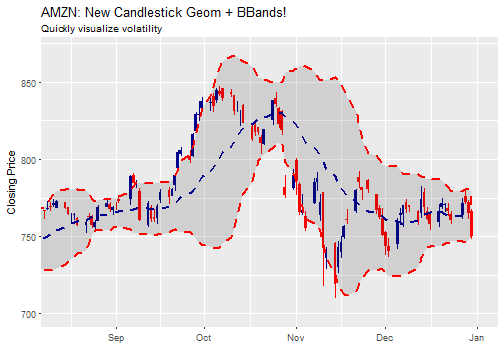 AMZN: New Candlestick Geom + BBands!
Quickly visualize volatility
850
800
750
700
Closing Price
Sep Oct Nov Dec Jan